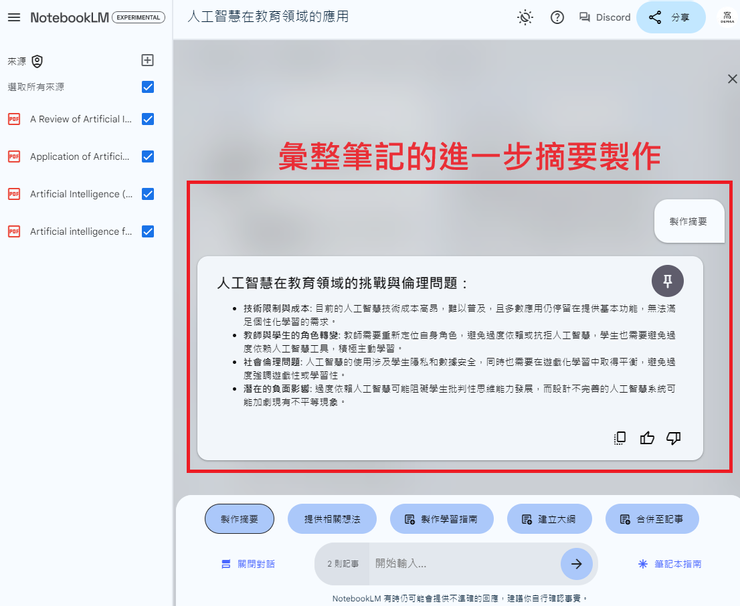 NotebookLM EXPERIMENTAL
人工智慧在教育領域的應用
Discord
分享
來源
選取所有來源
A Review of Artificial I...
Application of Artifici...
Artificial Intelligence (...
Artificial intelligence f...
彙整筆記的進一步摘要製作
製作摘要
人工智慧在教育領域的挑戰與倫理問題：
技術限制與成本: 目前的人工智慧技術成本高昂，難以普及，且多數應用仍停留在提供基本功能，無法滿
足個性化學習的需求。
教師與學生的角色轉變: 教師需要重新定位自身角色，避免過度依賴或抗拒人工智慧，學生也需要避免過
度依賴人工智慧工具，積極主動學習。
社會倫理問題: 人工智慧的使用涉及學生隱私和數據安全，同時也需要在遊戲化學習中取得平衡，避免過
度強調遊戲性或學習性。
潛在的負面影響: 過度依賴人工智慧可能阻礙學生批判性思維能力發展，而設計不完善的人工智慧系統可
能加劇現有不平等現象。
製作摘要
提供相關想法
製作學習指南
建立大綱
合併至記事
關閉對話
2 則記事
開始輸入...
筆記本指南
NotebookLM 有時仍可能會提供不準確的回應，建議你自行確認事實。